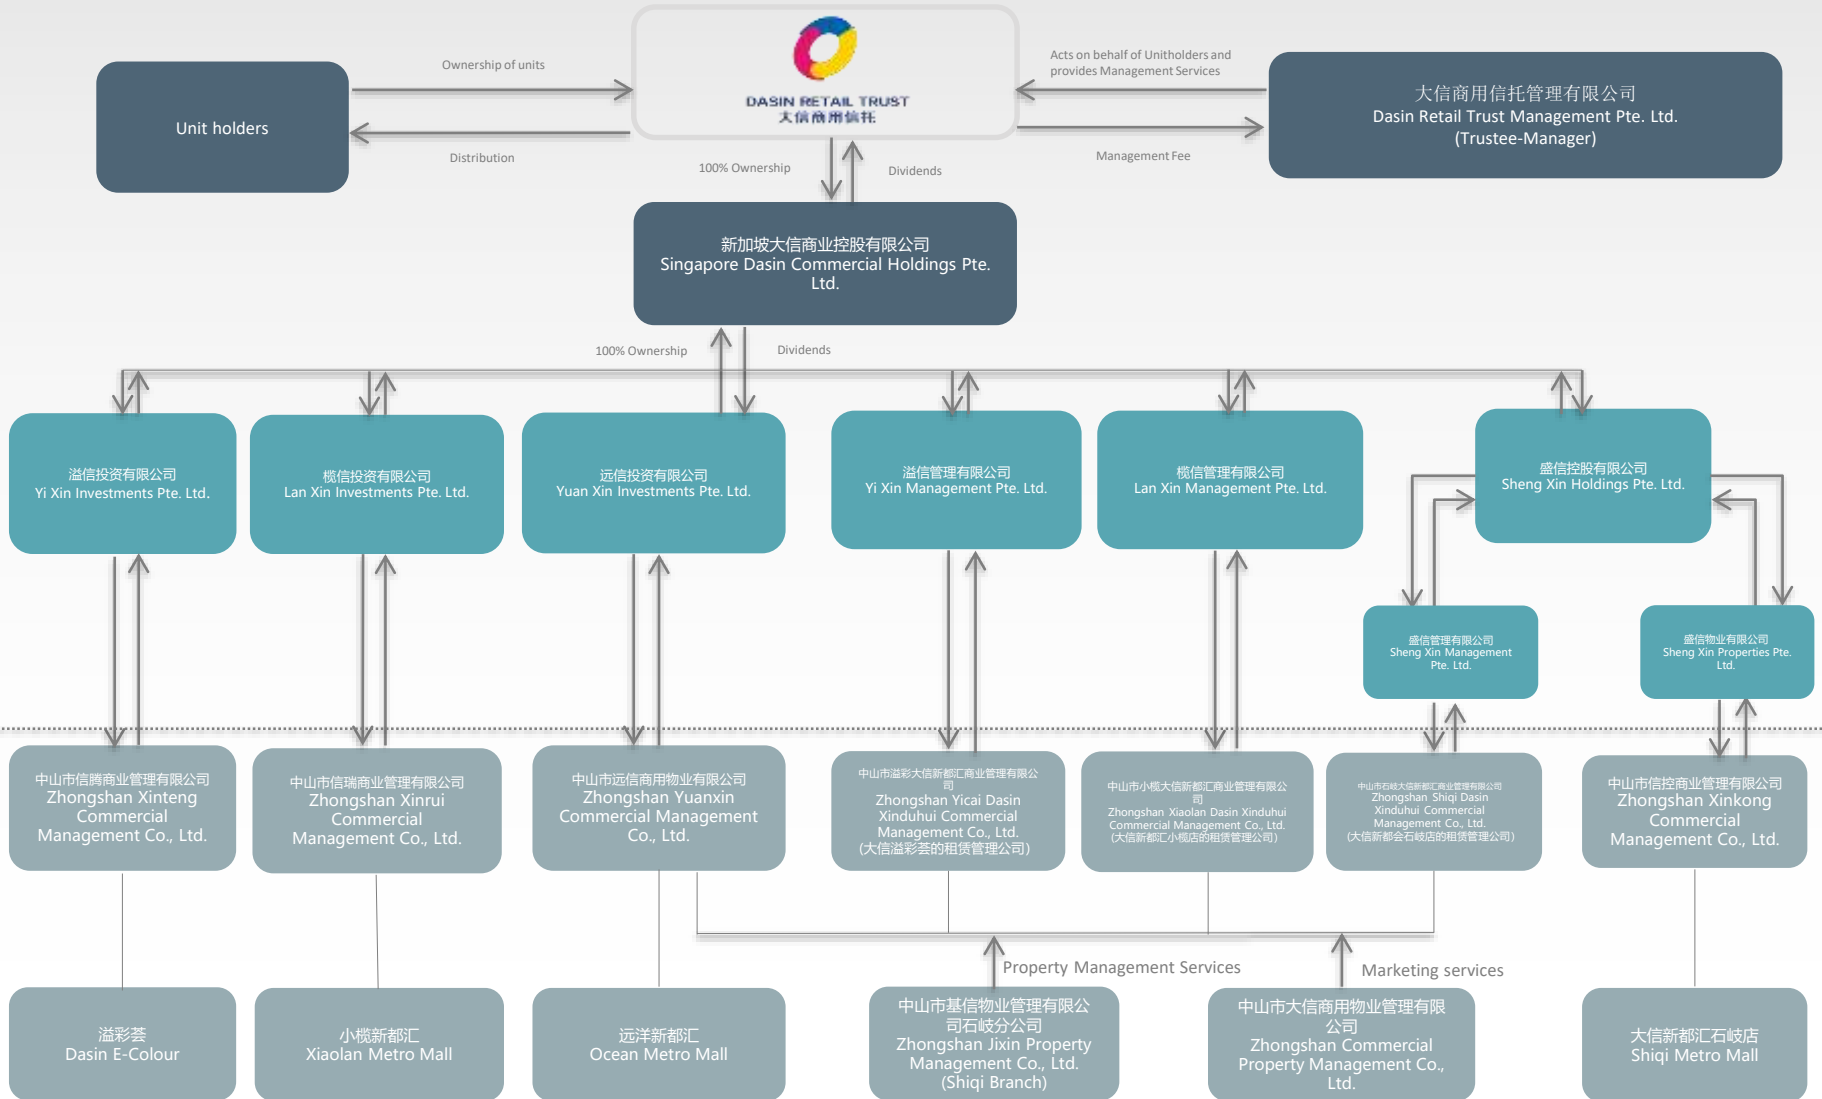 Ownership of units
Unit holders
Distribution
DASIN RETAIL TRUST
大信商用信托
Acts on behalf of Unitholders and
provides Management Services
大信商用信托管理有限公司
Dasin Retail Trust Management Pte. Ltd.
(Trustee-Manager)
Management Fee
100% Ownership
Dividends
新加坡大信商业控股有限公司
Singapore Dasin Commercial Holdings Pte.
Ltd.
100% Ownership
Dividends
溢信投资有限公司
Yi Xin Investments Pte. Ltd.
榄信投资有限公司
Lan Xin Investments Pte. Ltd.
远信投资有限公司
Yuan Xin Investments Pte. Ltd.
溢信管理有限公司
Yi Xin Management Pte. Ltd.
榄信管理有限公司
Lan Xin Management Pte. Ltd.
盛信控股有限公司
Sheng Xin Holdings Pte. Ltd.
盛信管理有限公司
Sheng Xin Management
Pte. Ltd.
盛信物业有限公司
Sheng Xin Properties Pte.
Ltd.
中山市信腾商业管理有限公司
Zhongshan Xinteng
Commercial
Management Co., Ltd.
中山市信瑞商业管理有限公司
Zhongshan Xinrui
Commercial
Management Co., Ltd.
中山市远信商用物业有限公司
Zhongshan Yuanxin
Commercial Management
Co., Ltd.
中山市溢彩大信新都汇商业管理有限公
司
Zhongshan Yicai Dasin
Xinduhui Commercial
Management Co., Ltd.
(大信溢彩荟的租赁管理公司)
中山市小榄大信新都汇商业管理有限公
司
Zhongshan Xiaolan Dasin Xinduhui
Commercial Management Co., Ltd.
(大信新都汇小榄店的租赁管理公司)
中山市石岐大信新都汇商业管理有限公司
Zhongshan Shiqi Dasin
Xinduhui Commercial
Management Co., Ltd.
(大信新都会石岐店的租赁管理公司)
中山市信控商业管理有限公司
Zhongshan Xinkong
Commercial
Management Co., Ltd.
Property Management Services
Marketing services
溢彩荟
Dasin E-Colour
小榄新都汇
Xiaolan Metro Mall
远洋新都汇
Ocean Metro Mall
中山市基信物业管理有限公
司石岐分公司
Zhongshan Jixin Property
Management Co., Ltd.
(Shiqi Branch)
中山市大信商用物业管理有限
公司
Zhongshan Commercial
Property Management Co.,
Ltd.
大信新都汇石岐店
Shiqi Metro Mall